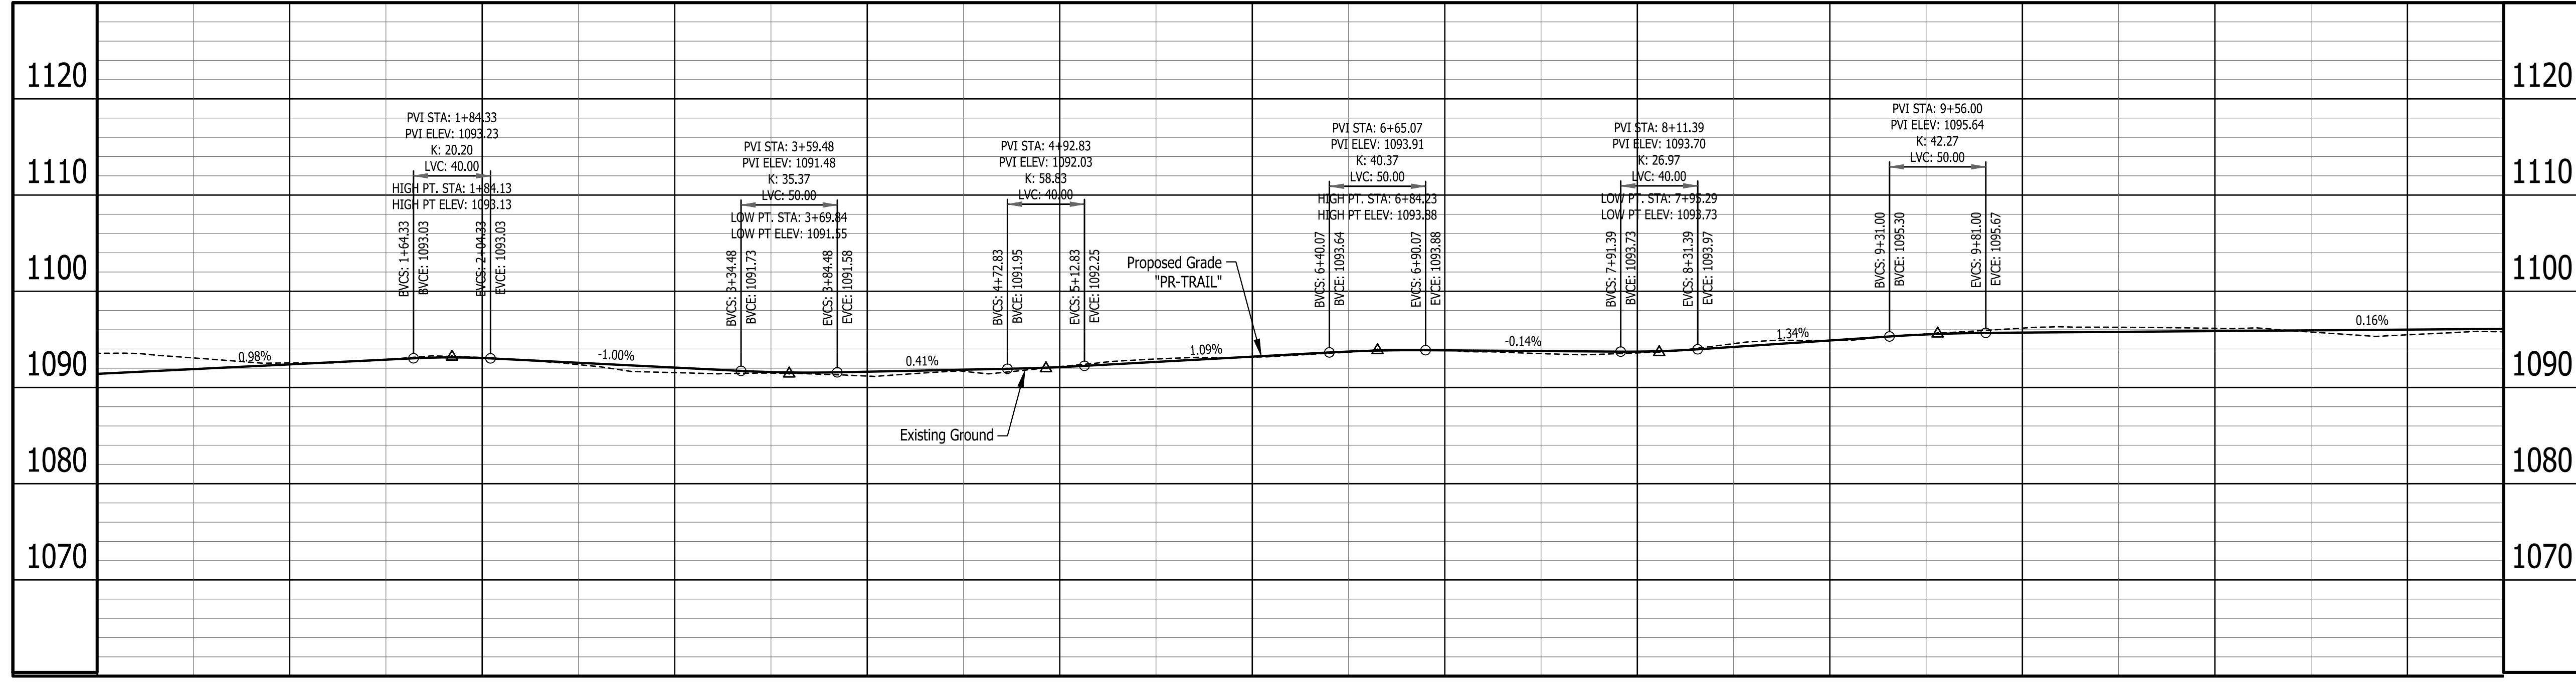 1120
1110
1100
1090
1080
1070
PVI STA: 1+84.33
PVI ELEV: 1093.23
K: 20.20
LVC: 40.00
HIGH PT. STA: 1+84.13
HIGH PT ELEV: 1093.13
BVCS: 1+64.33
BVCE: 1093.03
EVCS: 2+04.33
EVCE: 1093.03
0.98%
-1.00%
PVI STA: 3+59.48
PVI ELEV: 1091.48
K: 35.37
LVC: 50.00
LOW PT. STA: 3+69.84
LOW PT ELEV: 1091.55
BVCS: 3+34.48
BVCE: 1091.73
EVCS: 3+84.48
EVCE: 1091.58
0.41%
PVI STA: 4+92.83
PVI ELEV: 1092.03
K: 58.83
LVC: 40.00
BVCS: 4+72.83
BVCE: 1091.95
EVCS: 5+12.83
EVCE: 1092.25
Existing Ground
Proposed Grade
"PR-TRAIL"
1.09%
PVI STA: 6+65.07
PVI ELEV: 1093.91
K: 40.37
LVC: 50.00
HIGH PT. STA: 6+84.23
HIGH PT ELEV: 1093.88
BVCS: 6+40.07
BVCE: 1093.64
EVCS: 6+90.07
EVCE: 1093.88
-0.14%
PVI STA: 8+11.39
PVI ELEV: 1093.70
K: 26.97
LVC: 40.00
LOW PT. STA: 7+95.29
LOW PT ELEV: 1093.73
BVCS: 7+91.39
BVCE: 1093.73
EVCS: 8+31.39
EVCE: 1093.97
1.34%
PVI STA: 9+56.00
PVI ELEV: 1095.64
K: 42.27
LVC: 50.00
BVCS: 9+31.00
BVCE: 1095.30
EVCS: 9+81.00
EVCE: 1095.67
0.16%
1120
1110
1100
1090
1080
1070